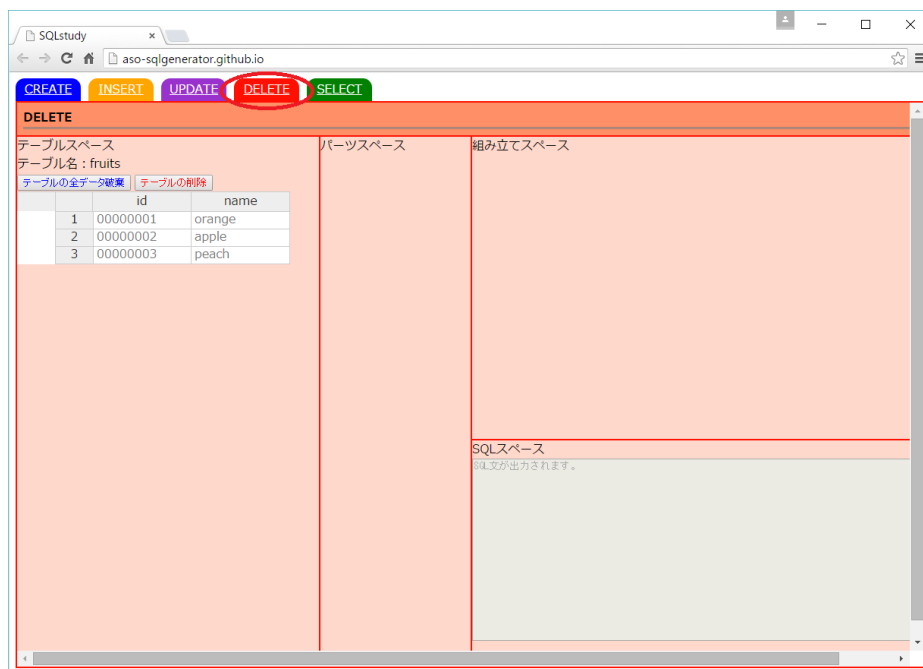 SQLstudy
aso-sqlgenerator.github.io
CREATE INSERT UPDATE DELETE SELECT
DELETE
テーブルスペース
テーブル名：fruits
テーブルの全データ破棄 テーブルの削除
id name
1 00000001 orange
2 00000002 apple
3 00000003 peach
パーツスペース
組み立てスペース
SQLスペース
SQL文が出力されます。